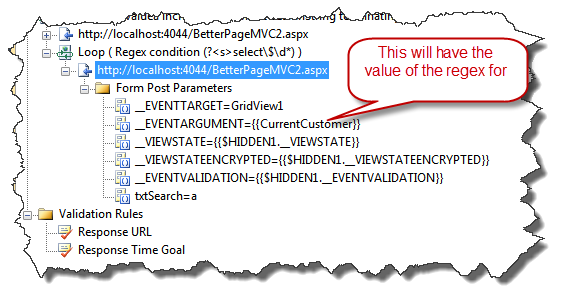 http://localhost:4044/BetterPageMVC2.aspx
Loop ( Regex condition (?<s>select\$\d*) )
http://localhost:4044/BetterPageMVC2.aspx
Form Post Parameters
__EVENTTARGET=GridView1
__EVENTARGUMENT={{CurrentCustomer}}
__VIEWSTATE={{$HIDDEN1.__VIEWSTATE}}
__VIEWSTATEENCRYPTED={{$HIDDEN1.__VIEWSTATEENCRYPTED}}
__EVENTVALIDATION={{$HIDDEN1.__EVENTVALIDATION}}
txtSearch=a
Validation Rules
Response URL
Response Time Goal
This will have the
value of the regex for